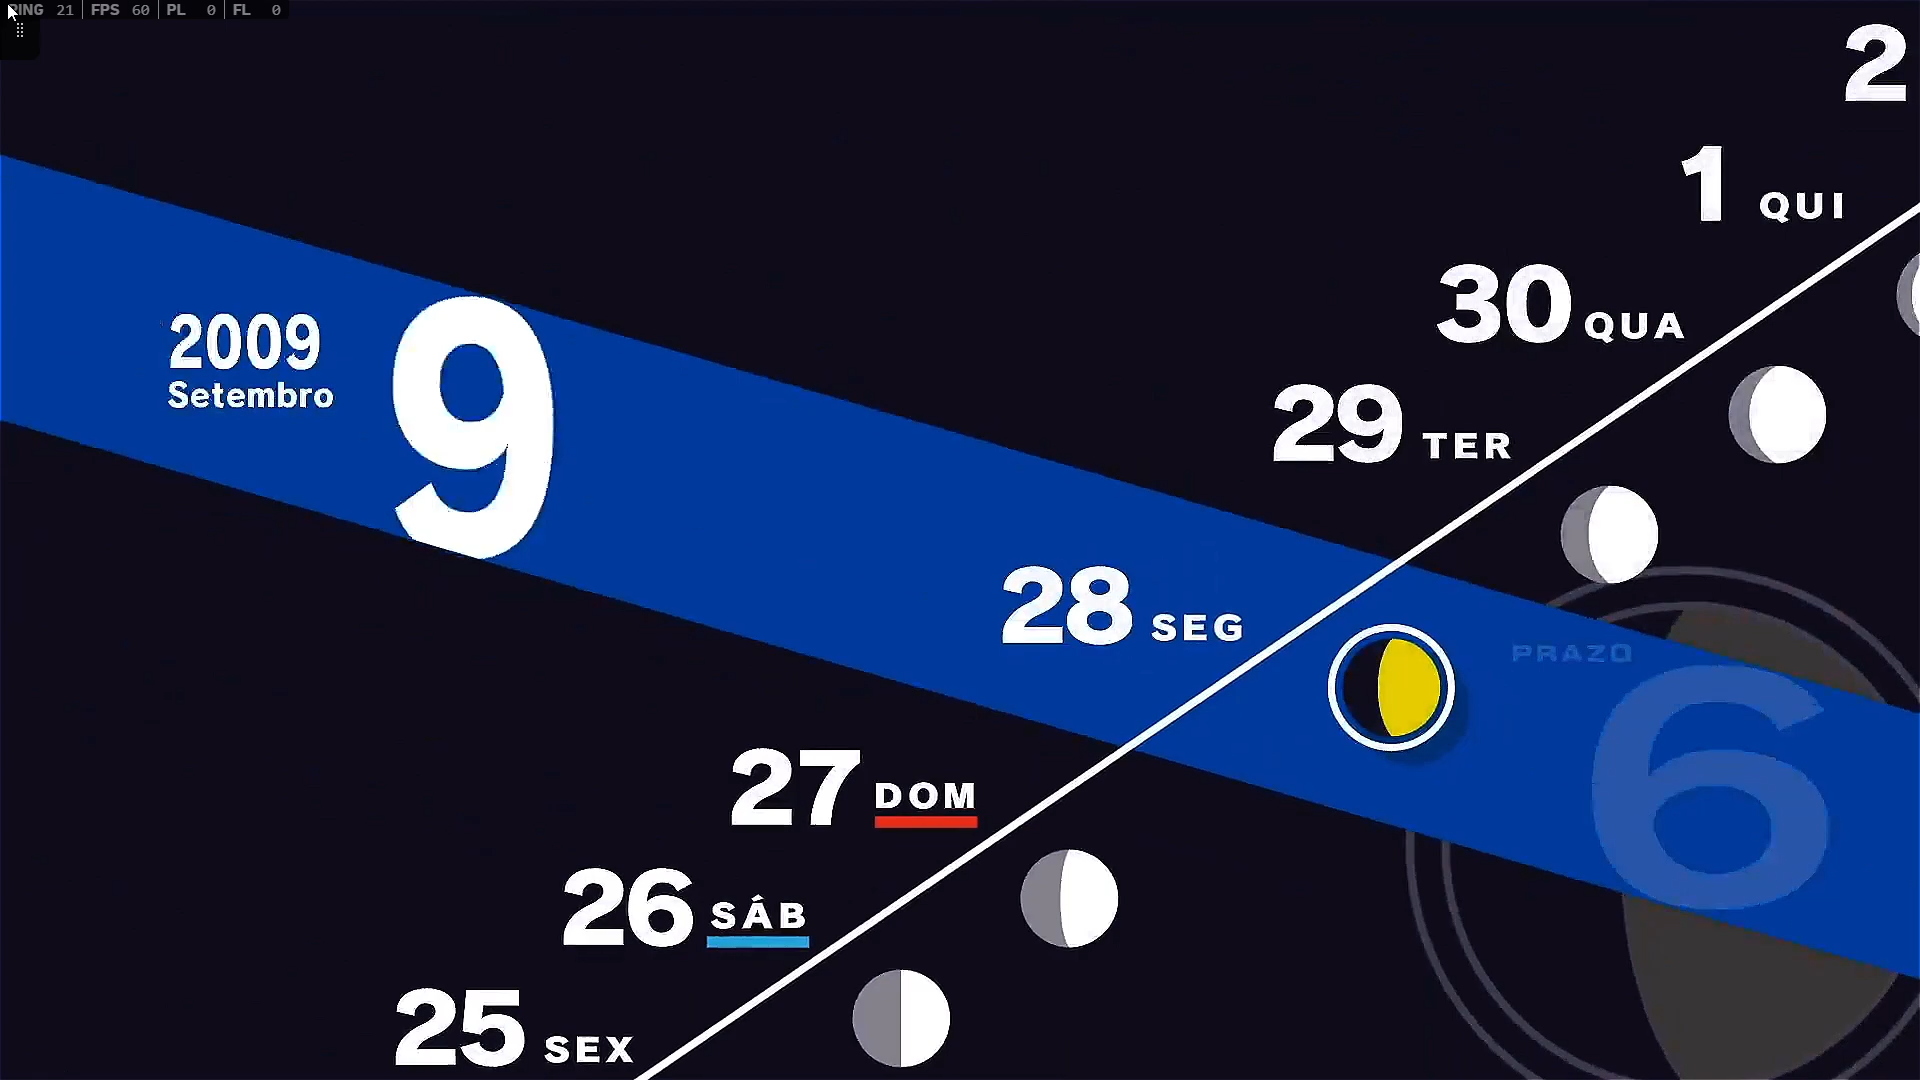 PING 21 FPS 60 PL 0 FL 0
2
1 QUI
30 QUA
2009
Setembro
9
29 TER
28 SEG
PRAZO
6
27 DOM
26 SÁB
25 SEX